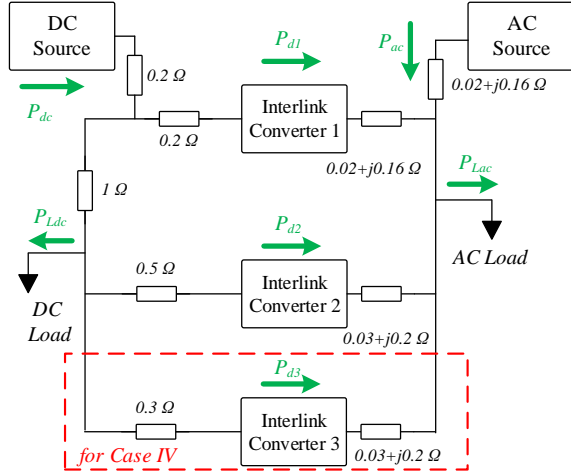 DC
Source
AC
Source
P_d1
P_ac
0.2 Ω
0.02+j0.16 Ω
P_dc
Interlink
Converter 1
0.2 Ω
0.02+j0.16 Ω
1 Ω
P_Lac
P_Ldc
P_d2
0.5 Ω
Interlink
Converter 2
AC Load
DC
Load
0.03+j0.2 Ω
P_d3
0.3 Ω
Interlink
Converter 3
for Case IV
0.03+j0.2 Ω